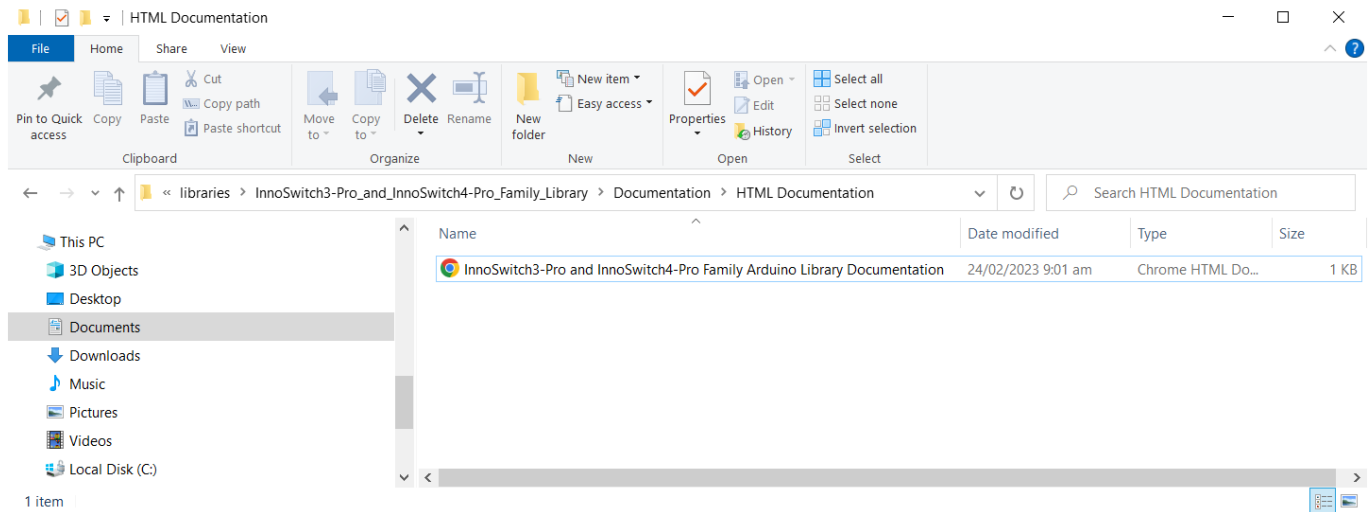 HTML Documentation
File Home Share View
Pin to Quick access
Copy
Paste
Cut
Copy path
Paste shortcut
Clipboard
Move to
Copy to
Delete
Rename
Organize
New folder
New item
Easy access
New
Properties
Open
Edit
History
Open
Select all
Select none
Invert selection
Select
« libraries > InnoSwitch3-Pro_and_InnoSwitch4-Pro_Family_Library > Documentation > HTML Documentation
Search HTML Documentation
This PC
3D Objects
Desktop
Documents
Downloads
Music
Pictures
Videos
Local Disk (C:)
Name Date modified Type Size
InnoSwitch3-Pro and InnoSwitch4-Pro Family Arduino Library Documentation 24/02/2023 9:01 am Chrome HTML Do... 1 KB
1 item